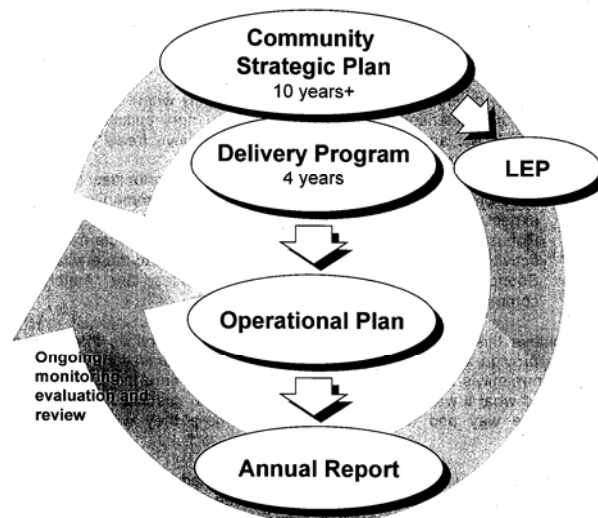 Community
Strategic Plan
10 years+
Delivery Program
4 years
LEP
Operational Plan
Ongoing
monitoring,
evaluation and
review
Annual Report